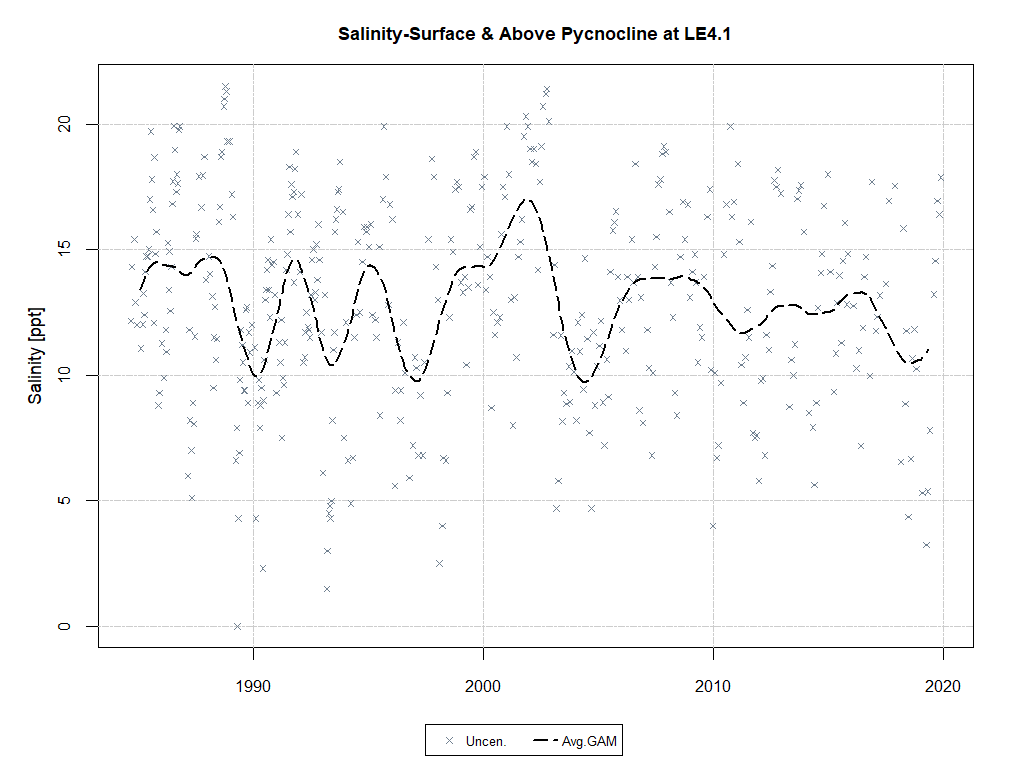 Salinity-Surface & Above Pycnocline at LE4.1
Salinity [ppt]
20
15
10
5
0
1990
2000
2010
2020
Uncen.
Avg.GAM